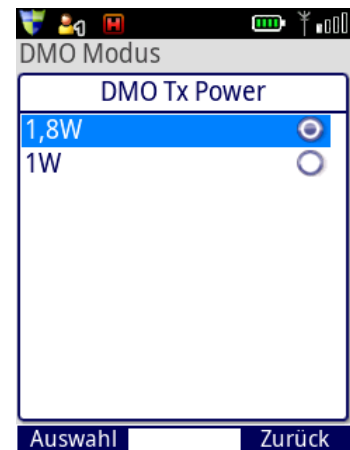 H
DMO Modus
DMO Tx Power
1,8W
1W
Auswahl Zurück